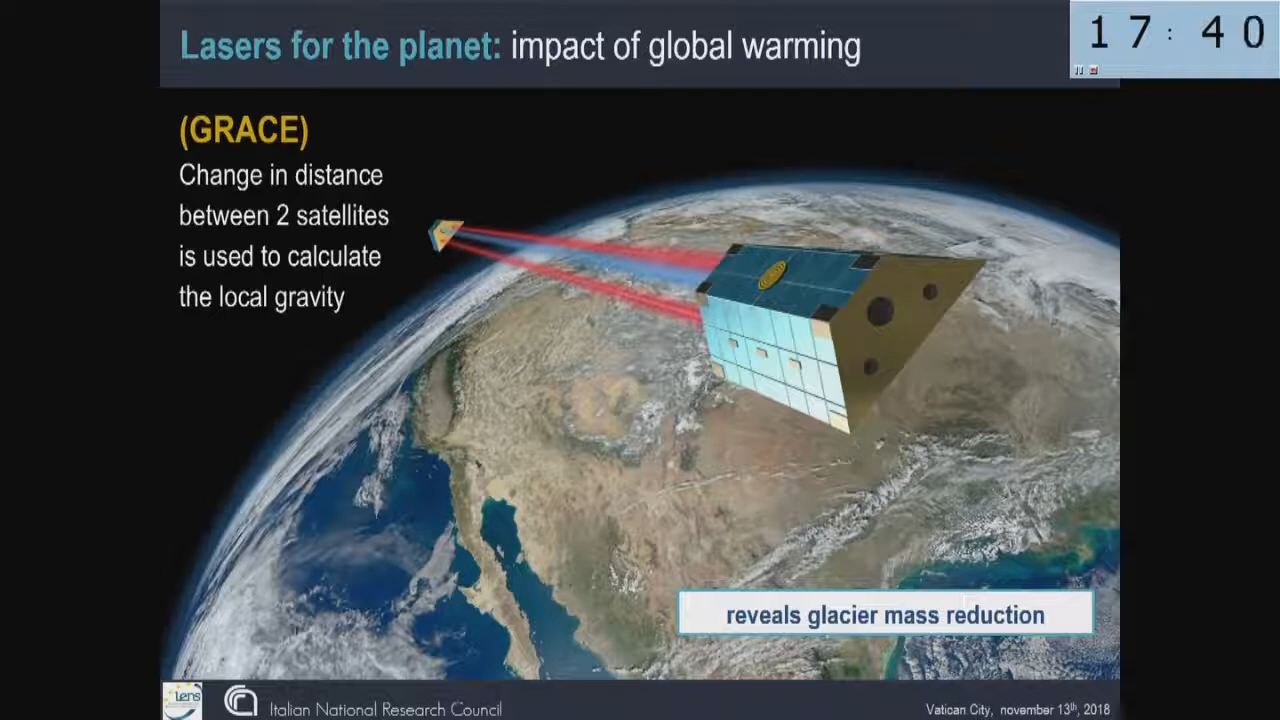 Lasers for the planet: impact of global warming
17:40
(GRACE)
Change in distance
between 2 satellites
is used to calculate
the local gravity
reveals glacier mass reduction
Lens
Italian National Research Council
Vatican City, november 13th, 2018